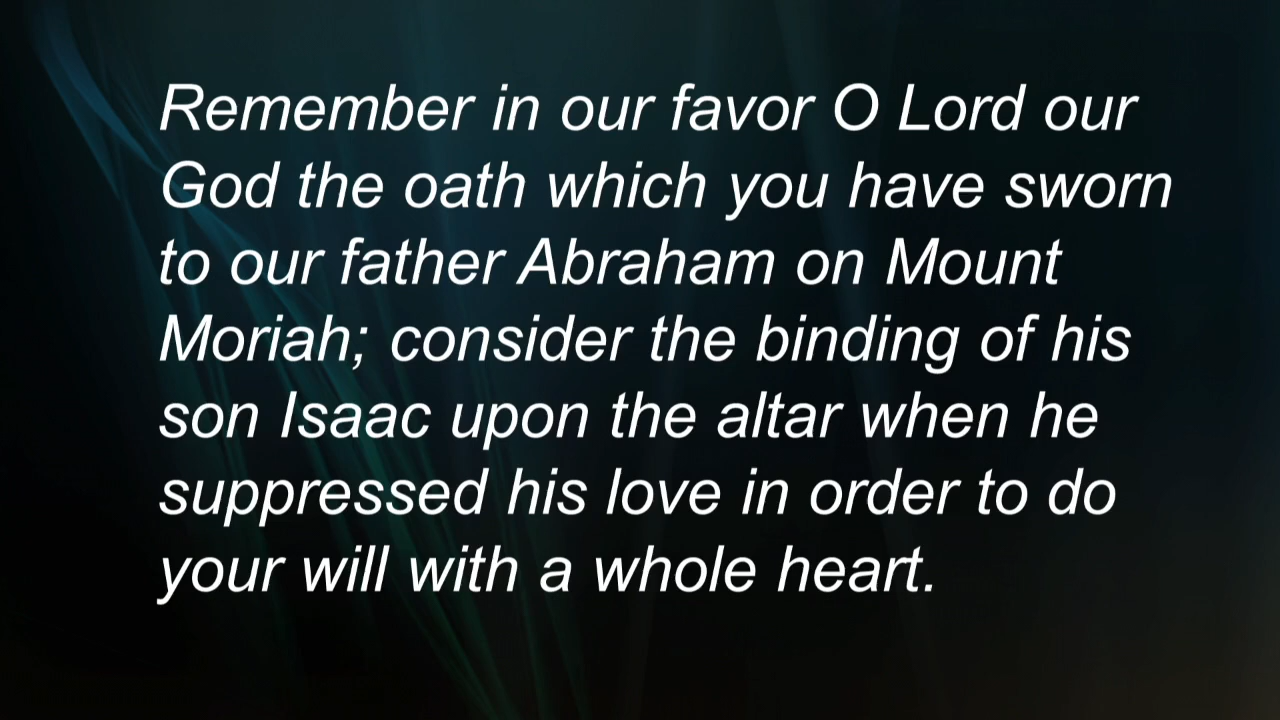 Remember in our favor O Lord our
God the oath which you have sworn
to our father Abraham on Mount
Moriah; consider the binding of his
son Isaac upon the altar when he
suppressed his love in order to do
your will with a whole heart.